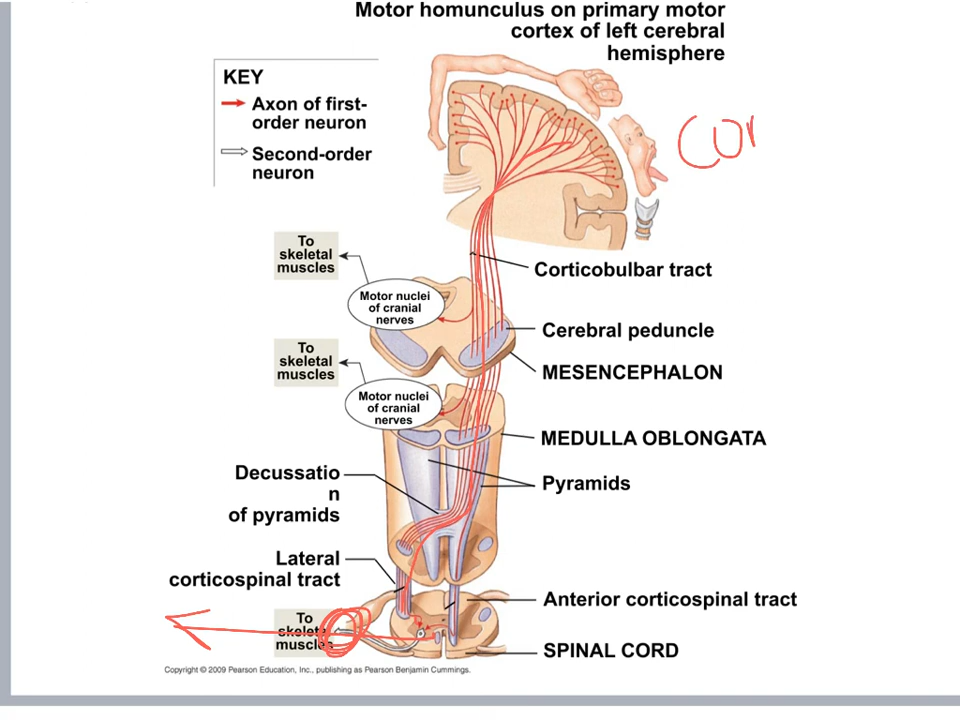 Motor homunculus on primary motor
cortex of left cerebral
hemisphere
KEY
Axon of first-
order neuron
Second-order
neuron
To
skeletal
muscles
Corticobulbar tract
Motor nuclei
of cranial
nerves
Cerebral peduncle
To
skeletal
muscles
MESENCEPHALON
Motor nuclei
of cranial
nerves
MEDULLA OBLONGATA
Decussatio
n
of pyramids
Pyramids
Lateral
corticospinal tract
Anterior corticospinal tract
To
skeletal
muscles
SPINAL CORD
Copyright © 2009 Pearson Education, Inc., publishing as Pearson Benjamin Cummings.